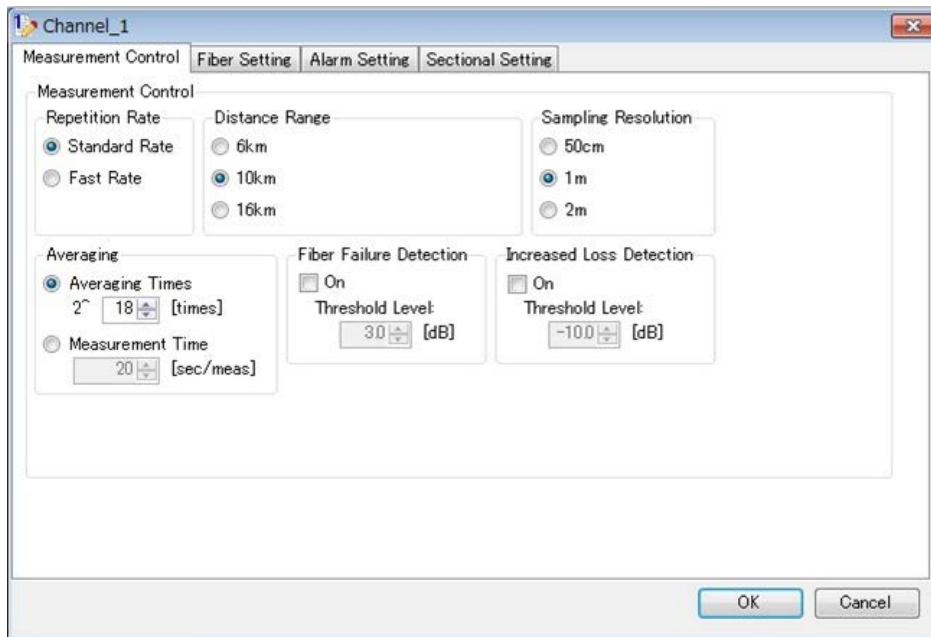 Channel_1
Measurement Control Fiber Setting Alarm Setting Sectional Setting
Measurement Control
Repetition Rate
Standard Rate
Fast Rate
Distance Range
6km
10km
16km
Sampling Resolution
50cm
1m
2m
Averaging
Averaging Times
2^ 18 [times]
Measurement Time
20 [sec/meas]
Fiber Failure Detection
On
Threshold Level:
3.0 [dB]
Increased Loss Detection
On
Threshold Level:
-10.0 [dB]
OK Cancel